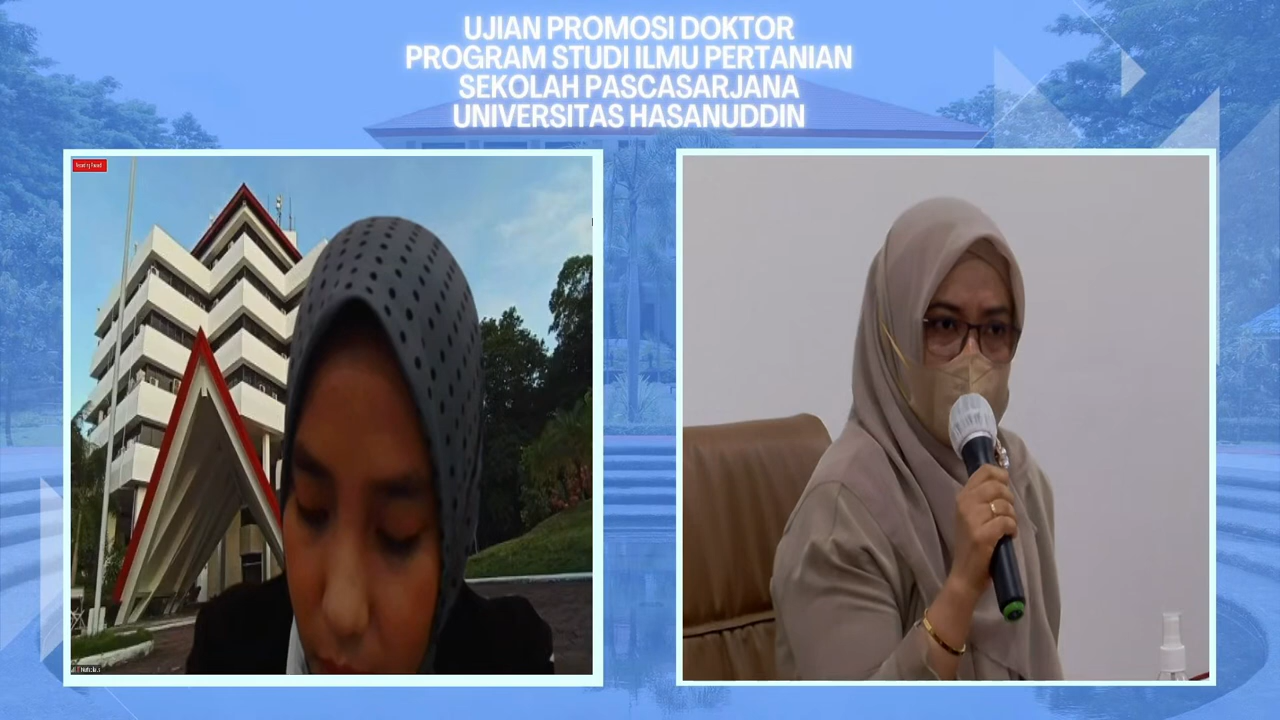 UJIAN PROMOSI DOKTOR
PROGRAM STUDI ILMU PERTANIAN
SEKOLAH PASCASARJANA
UNIVERSITAS HASANUDDIN